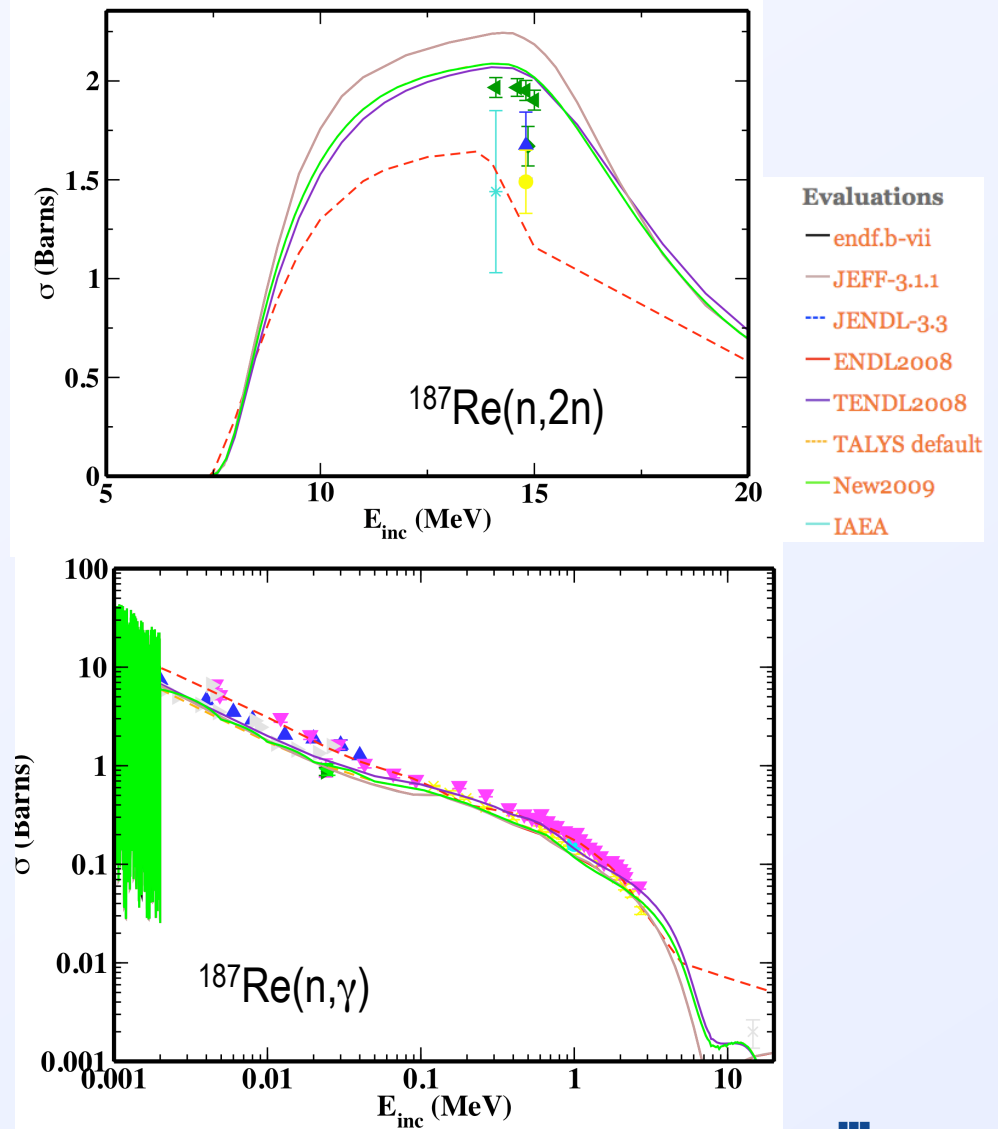 2
1.5
1
0.5
0
σ (Barns)
187Re(n,2n)
5
10
15
20
Einc (MeV)
Evaluations
endf.b-vii
JEFF-3.1.1
JENDL-3.3
ENDL2008
TENDL2008
TALYS default
New2009
IAEA
100
10
1
0.1
0.01
0.001
σ (Barns)
187Re(n,γ)
0.001
0.01
0.1
1
10
Einc (MeV)